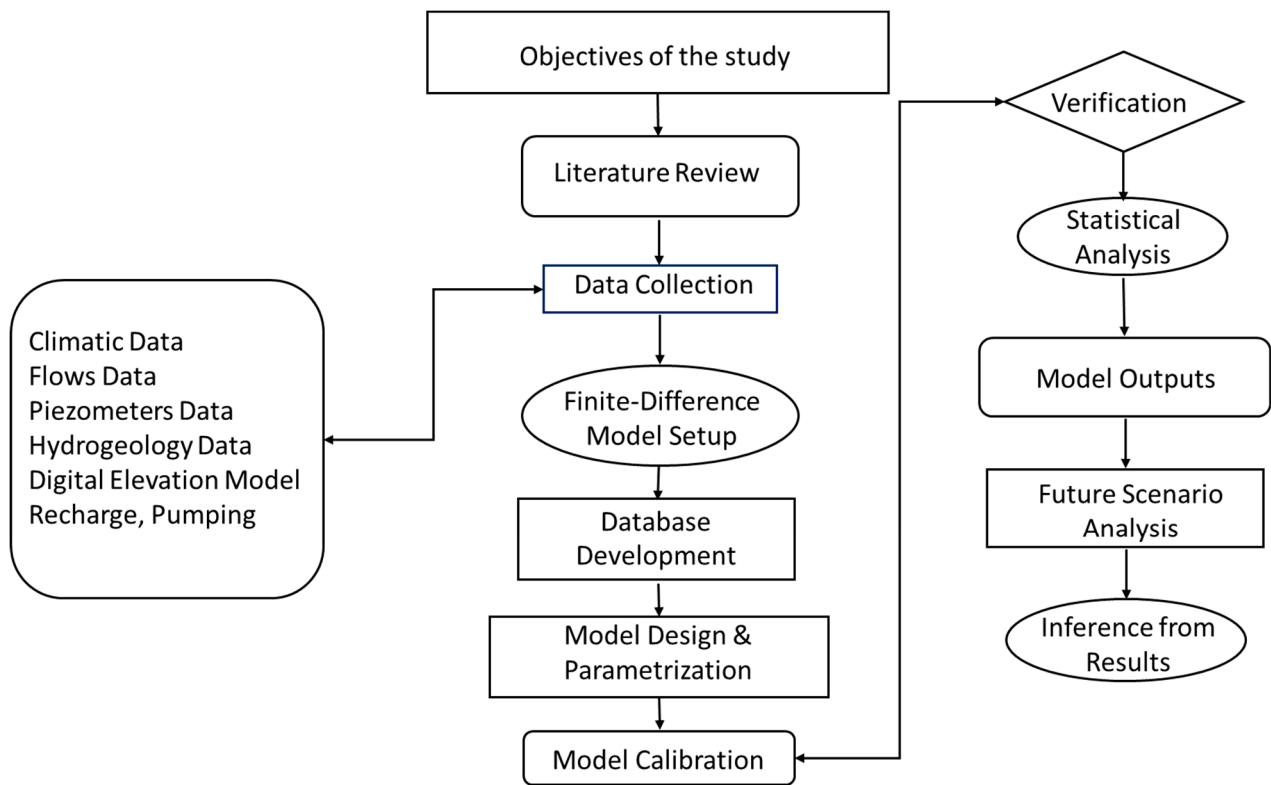 Objectives of the study
Literature Review
Data Collection
Climatic Data
Flows Data
Piezometers Data
Hydrogeology Data
Digital Elevation Model
Recharge, Pumping
Finite-Difference
Model Setup
Database
Development
Model Design &
Parametrization
Model Calibration
Verification
Statistical
Analysis
Model Outputs
Future Scenario
Analysis
Inference from
Results